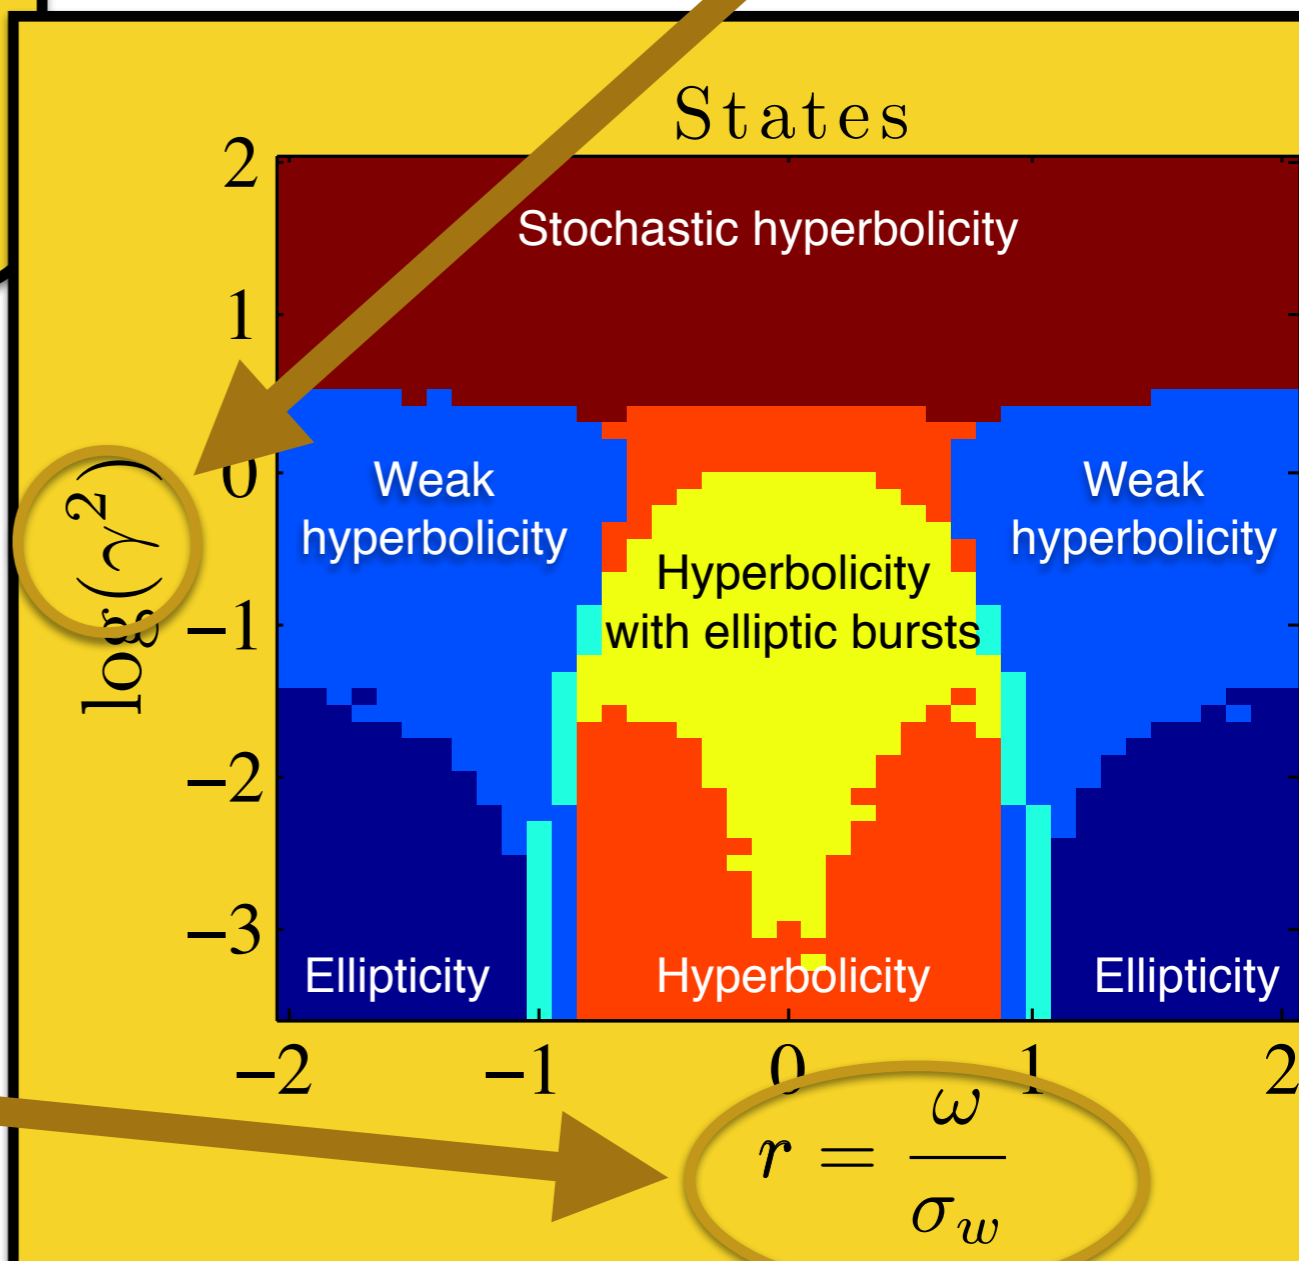 States
2
1
0
−1
−2
−3
log(γ²)
Stochastic hyperbolicity
Weak
hyperbolicity
Weak
hyperbolicity
Hyperbolicity
with elliptic bursts
Ellipticity
Hyperbolicity
Ellipticity
−2 −1 0 1 2
r = ω / σ_w